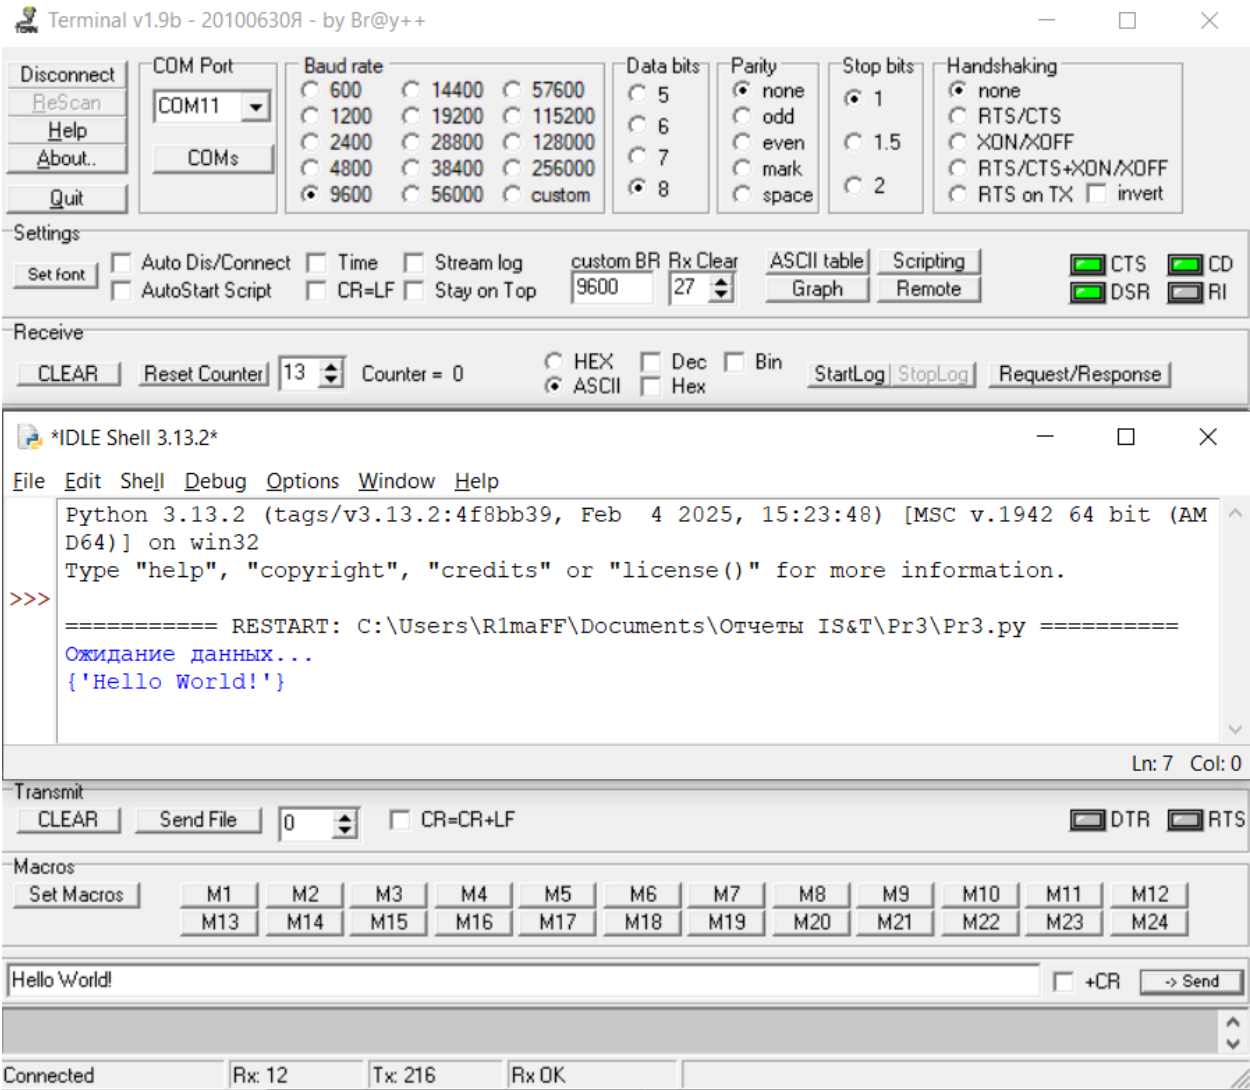 Terminal v1.9b - 20100630Я - by Br@y++
Disconnect
ReScan
Help
About..
Quit
COM Port
COM11
COMs
Baud rate
600 14400 57600
1200 19200 115200
2400 28800 128000
4800 38400 256000
9600 56000 custom
Data bits
5
6
7
8
Parity
none
odd
even
mark
space
Stop bits
1
1.5
2
Handshaking
none
RTS/CTS
XON/XOFF
RTS/CTS+XON/XOFF
RTS on TX invert
Settings
Set font
Auto Dis/Connect Time Stream log
AutoStart Script CR=LF Stay on Top
custom BR Rx Clear
9600 27
ASCII table Scripting
Graph Remote
CTS CD
DSR RI
Receive
CLEAR Reset Counter 13 Counter = 0
HEX Dec Bin
ASCII Hex
StartLog StopLog Request/Response
*IDLE Shell 3.13.2*
File Edit Shell Debug Options Window Help
Python 3.13.2 (tags/v3.13.2:4f8bb39, Feb  4 2025, 15:23:48) [MSC v.1942 64 bit (AM
D64)] on win32
Type "help", "copyright", "credits" or "license()" for more information.
>>>
=========== RESTART: C:\Users\R1maFF\Documents\Отчеты IS&T\Pr3\Pr3.py ==========
Ожидание данных...
{'Hello World!'}
Ln: 7 Col: 0
Transmit
CLEAR Send File 0 CR=CR+LF DTR RTS
Macros
Set Macros M1 M2 M3 M4 M5 M6 M7 M8 M9 M10 M11 M12
M13 M14 M15 M16 M17 M18 M19 M20 M21 M22 M23 M24
Hello World! +CR -> Send
Connected Rx: 12 Tx: 216 Rx OK